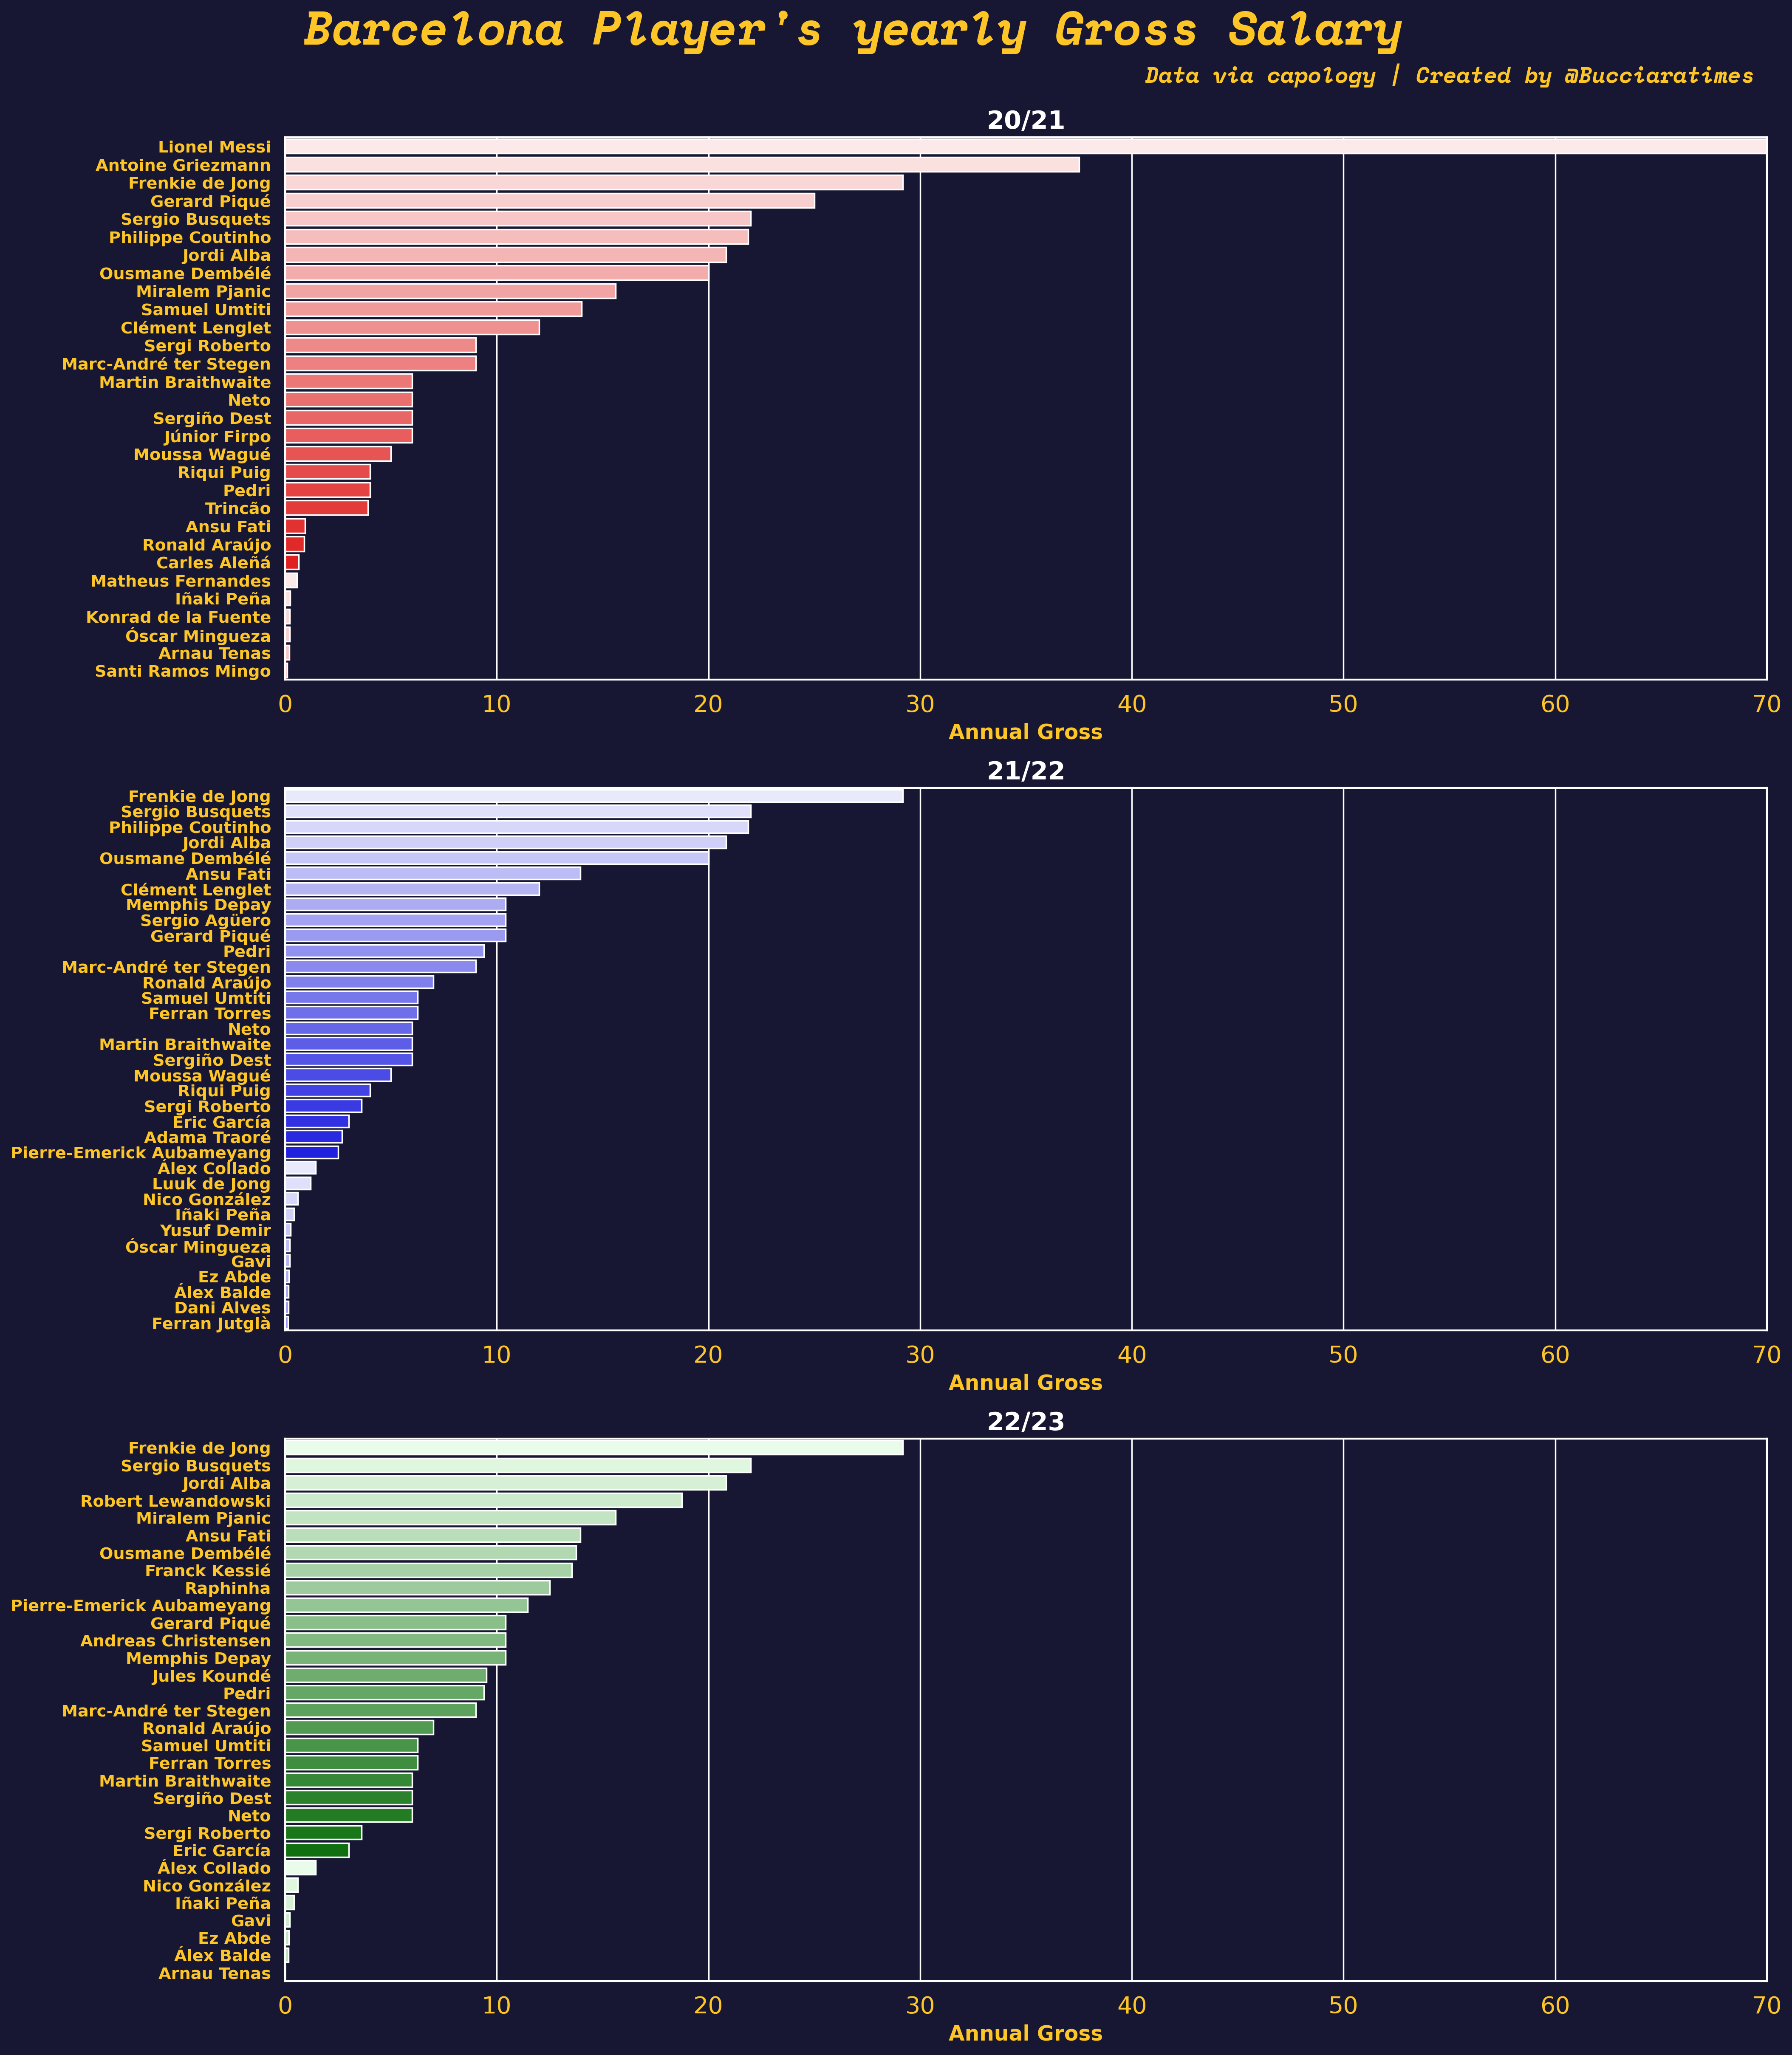 Barcelona Player's yearly Gross Salary
Data via capology | Created by @Bucciaratimes
20/21
Lionel Messi
Antoine Griezmann
Frenkie de Jong
Gerard Piqué
Sergio Busquets
Philippe Coutinho
Jordi Alba
Ousmane Dembélé
Miralem Pjanic
Samuel Umtiti
Clément Lenglet
Sergi Roberto
Marc-André ter Stegen
Martin Braithwaite
Neto
Sergiño Dest
Júnior Firpo
Moussa Wagué
Riqui Puig
Pedri
Trincão
Ansu Fati
Ronald Araújo
Carles Aleñá
Matheus Fernandes
Iñaki Peña
Konrad de la Fuente
Óscar Mingueza
Arnau Tenas
Santi Ramos Mingo
0 10 20 30 40 50 60 70
Annual Gross
21/22
Frenkie de Jong
Sergio Busquets
Philippe Coutinho
Jordi Alba
Ousmane Dembélé
Ansu Fati
Clément Lenglet
Memphis Depay
Sergio Agüero
Gerard Piqué
Pedri
Marc-André ter Stegen
Ronald Araújo
Samuel Umtiti
Ferran Torres
Neto
Martin Braithwaite
Sergiño Dest
Moussa Wagué
Riqui Puig
Sergi Roberto
Eric García
Adama Traoré
Pierre-Emerick Aubameyang
Álex Collado
Luuk de Jong
Nico González
Iñaki Peña
Yusuf Demir
Óscar Mingueza
Gavi
Ez Abde
Álex Balde
Dani Alves
Ferran Jutglà
0 10 20 30 40 50 60 70
Annual Gross
22/23
Frenkie de Jong
Sergio Busquets
Jordi Alba
Robert Lewandowski
Miralem Pjanic
Ansu Fati
Ousmane Dembélé
Franck Kessié
Raphinha
Pierre-Emerick Aubameyang
Gerard Piqué
Andreas Christensen
Memphis Depay
Jules Koundé
Pedri
Marc-André ter Stegen
Ronald Araújo
Samuel Umtiti
Ferran Torres
Martin Braithwaite
Sergiño Dest
Neto
Sergi Roberto
Eric García
Álex Collado
Nico González
Iñaki Peña
Gavi
Ez Abde
Álex Balde
Arnau Tenas
0 10 20 30 40 50 60 70
Annual Gross